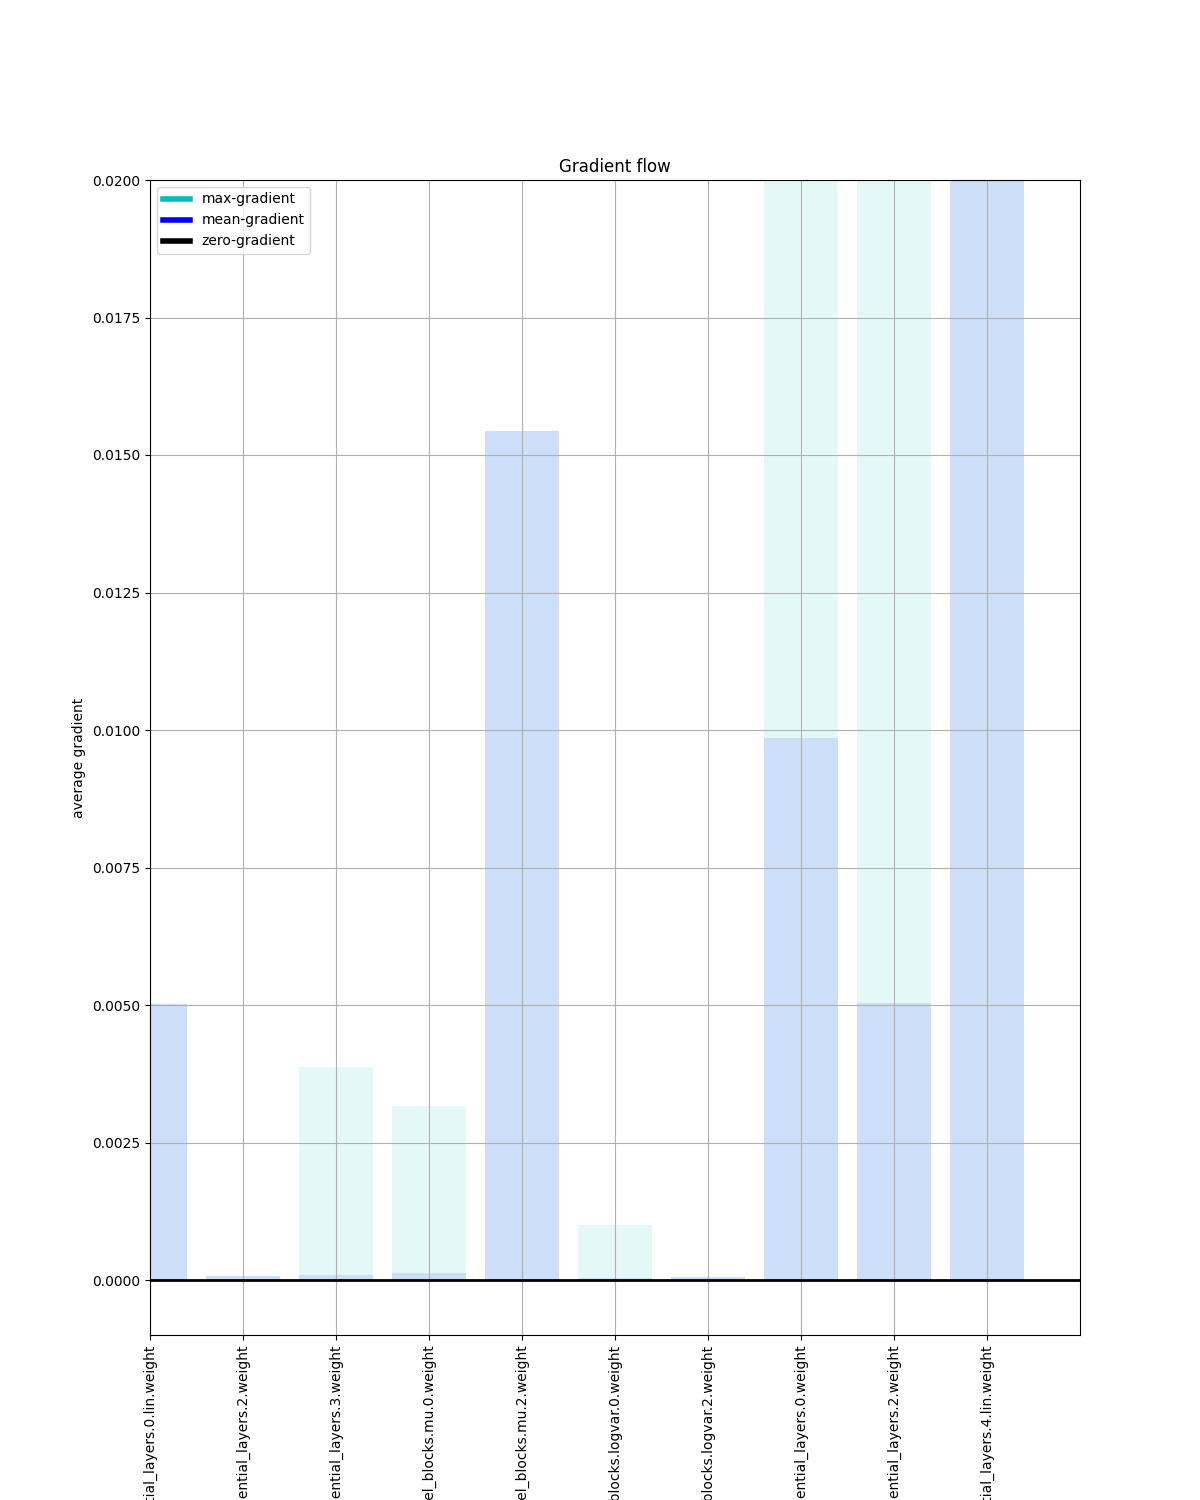 Gradient flow
max-gradient
mean-gradient
zero-gradient
0.0200
0.0175
0.0150
0.0125
0.0100
0.0075
0.0050
0.0025
0.0000
average gradient
tial_layers.0.lin.weight
ential_layers.2.weight
ential_layers.3.weight
el_blocks.mu.0.weight
el_blocks.mu.2.weight
blocks.logvar.0.weight
blocks.logvar.2.weight
ential_layers.0.weight
ential_layers.2.weight
tial_layers.4.lin.weight